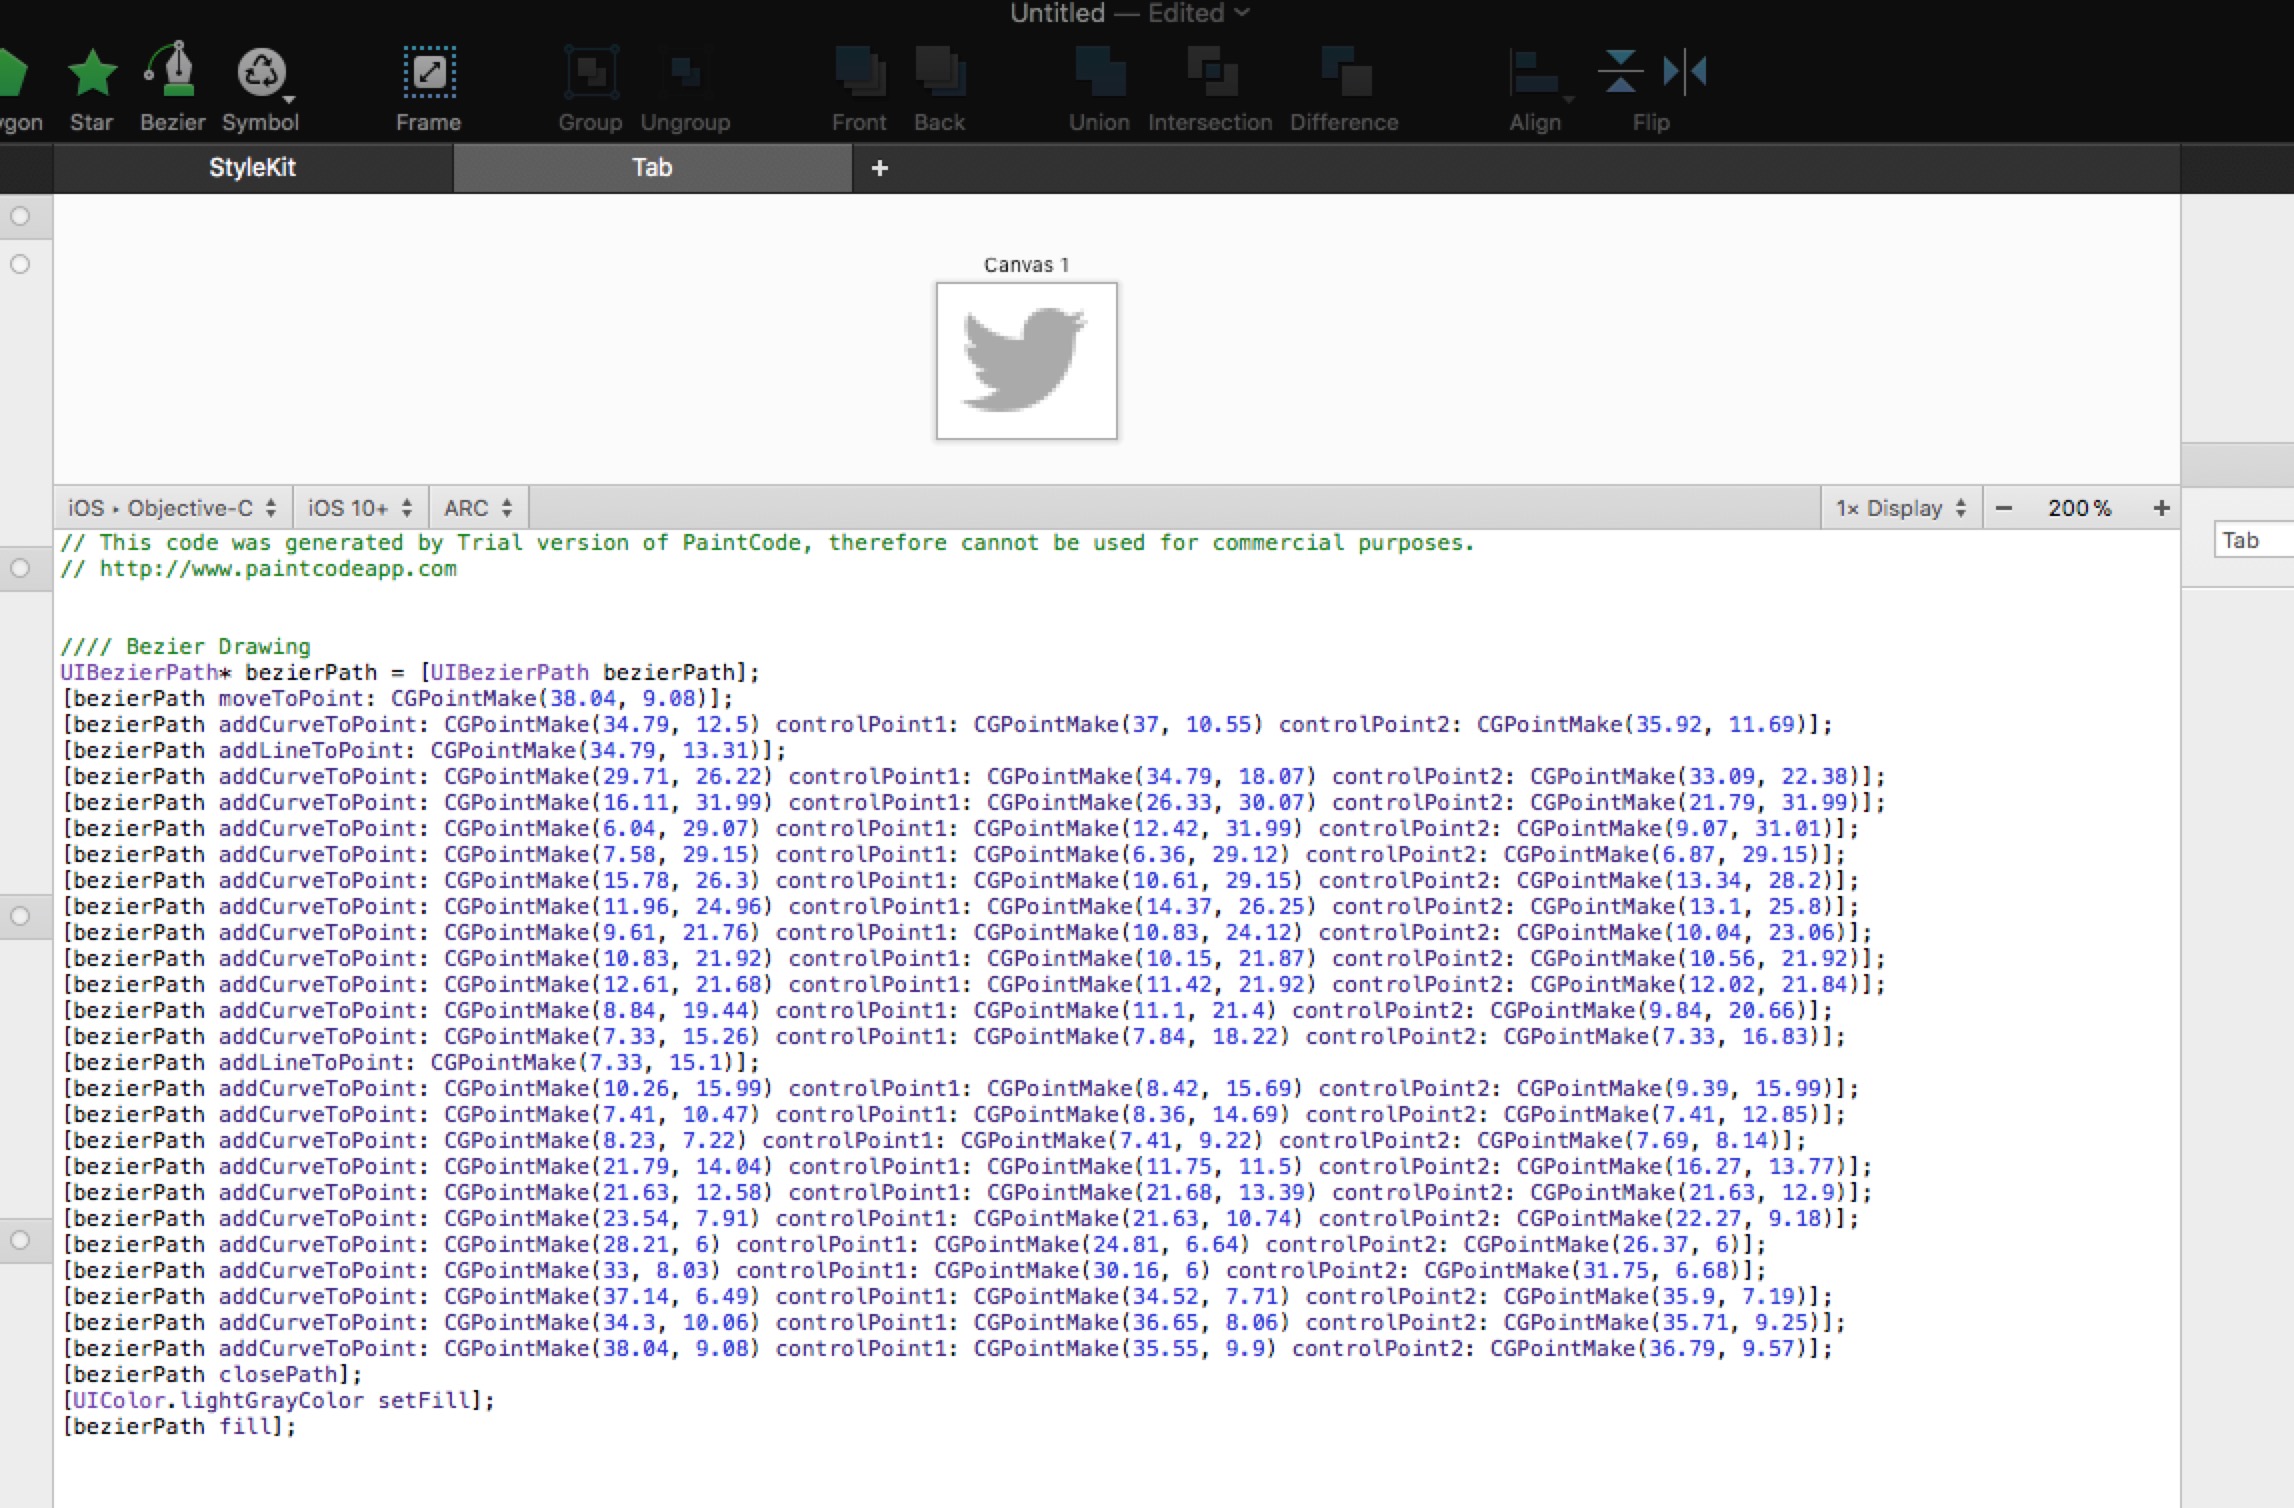 Untitled — Edited
ygon Star Bezier Symbol Frame Group Ungroup Front Back Union Intersection Difference Align Flip
StyleKit Tab +
Canvas 1
iOS ▸ Objective-C iOS 10+ ARC 1× Display − 200 % +
Tab
// This code was generated by Trial version of PaintCode, therefore cannot be used for commercial purposes.
// http://www.paintcodeapp.com
//// Bezier Drawing
UIBezierPath* bezierPath = [UIBezierPath bezierPath];
[bezierPath moveToPoint: CGPointMake(38.04, 9.08)];
[bezierPath addCurveToPoint: CGPointMake(34.79, 12.5) controlPoint1: CGPointMake(37, 10.55) controlPoint2: CGPointMake(35.92, 11.69)];
[bezierPath addLineToPoint: CGPointMake(34.79, 13.31)];
[bezierPath addCurveToPoint: CGPointMake(29.71, 26.22) controlPoint1: CGPointMake(34.79, 18.07) controlPoint2: CGPointMake(33.09, 22.38)];
[bezierPath addCurveToPoint: CGPointMake(16.11, 31.99) controlPoint1: CGPointMake(26.33, 30.07) controlPoint2: CGPointMake(21.79, 31.99)];
[bezierPath addCurveToPoint: CGPointMake(6.04, 29.07) controlPoint1: CGPointMake(12.42, 31.99) controlPoint2: CGPointMake(9.07, 31.01)];
[bezierPath addCurveToPoint: CGPointMake(7.58, 29.15) controlPoint1: CGPointMake(6.36, 29.12) controlPoint2: CGPointMake(6.87, 29.15)];
[bezierPath addCurveToPoint: CGPointMake(15.78, 26.3) controlPoint1: CGPointMake(10.61, 29.15) controlPoint2: CGPointMake(13.34, 28.2)];
[bezierPath addCurveToPoint: CGPointMake(11.96, 24.96) controlPoint1: CGPointMake(14.37, 26.25) controlPoint2: CGPointMake(13.1, 25.8)];
[bezierPath addCurveToPoint: CGPointMake(9.61, 21.76) controlPoint1: CGPointMake(10.83, 24.12) controlPoint2: CGPointMake(10.04, 23.06)];
[bezierPath addCurveToPoint: CGPointMake(10.83, 21.92) controlPoint1: CGPointMake(10.15, 21.87) controlPoint2: CGPointMake(10.56, 21.92)];
[bezierPath addCurveToPoint: CGPointMake(12.61, 21.68) controlPoint1: CGPointMake(11.42, 21.92) controlPoint2: CGPointMake(12.02, 21.84)];
[bezierPath addCurveToPoint: CGPointMake(8.84, 19.44) controlPoint1: CGPointMake(11.1, 21.4) controlPoint2: CGPointMake(9.84, 20.66)];
[bezierPath addCurveToPoint: CGPointMake(7.33, 15.26) controlPoint1: CGPointMake(7.84, 18.22) controlPoint2: CGPointMake(7.33, 16.83)];
[bezierPath addLineToPoint: CGPointMake(7.33, 15.1)];
[bezierPath addCurveToPoint: CGPointMake(10.26, 15.99) controlPoint1: CGPointMake(8.42, 15.69) controlPoint2: CGPointMake(9.39, 15.99)];
[bezierPath addCurveToPoint: CGPointMake(7.41, 10.47) controlPoint1: CGPointMake(8.36, 14.69) controlPoint2: CGPointMake(7.41, 12.85)];
[bezierPath addCurveToPoint: CGPointMake(8.23, 7.22) controlPoint1: CGPointMake(7.41, 9.22) controlPoint2: CGPointMake(7.69, 8.14)];
[bezierPath addCurveToPoint: CGPointMake(21.79, 14.04) controlPoint1: CGPointMake(11.75, 11.5) controlPoint2: CGPointMake(16.27, 13.77)];
[bezierPath addCurveToPoint: CGPointMake(21.63, 12.58) controlPoint1: CGPointMake(21.68, 13.39) controlPoint2: CGPointMake(21.63, 12.9)];
[bezierPath addCurveToPoint: CGPointMake(23.54, 7.91) controlPoint1: CGPointMake(21.63, 10.74) controlPoint2: CGPointMake(22.27, 9.18)];
[bezierPath addCurveToPoint: CGPointMake(28.21, 6) controlPoint1: CGPointMake(24.81, 6.64) controlPoint2: CGPointMake(26.37, 6)];
[bezierPath addCurveToPoint: CGPointMake(33, 8.03) controlPoint1: CGPointMake(30.16, 6) controlPoint2: CGPointMake(31.75, 6.68)];
[bezierPath addCurveToPoint: CGPointMake(37.14, 6.49) controlPoint1: CGPointMake(34.52, 7.71) controlPoint2: CGPointMake(35.9, 7.19)];
[bezierPath addCurveToPoint: CGPointMake(34.3, 10.06) controlPoint1: CGPointMake(36.65, 8.06) controlPoint2: CGPointMake(35.71, 9.25)];
[bezierPath addCurveToPoint: CGPointMake(38.04, 9.08) controlPoint1: CGPointMake(35.55, 9.9) controlPoint2: CGPointMake(36.79, 9.57)];
[bezierPath closePath];
[UIColor.lightGrayColor setFill];
[bezierPath fill];